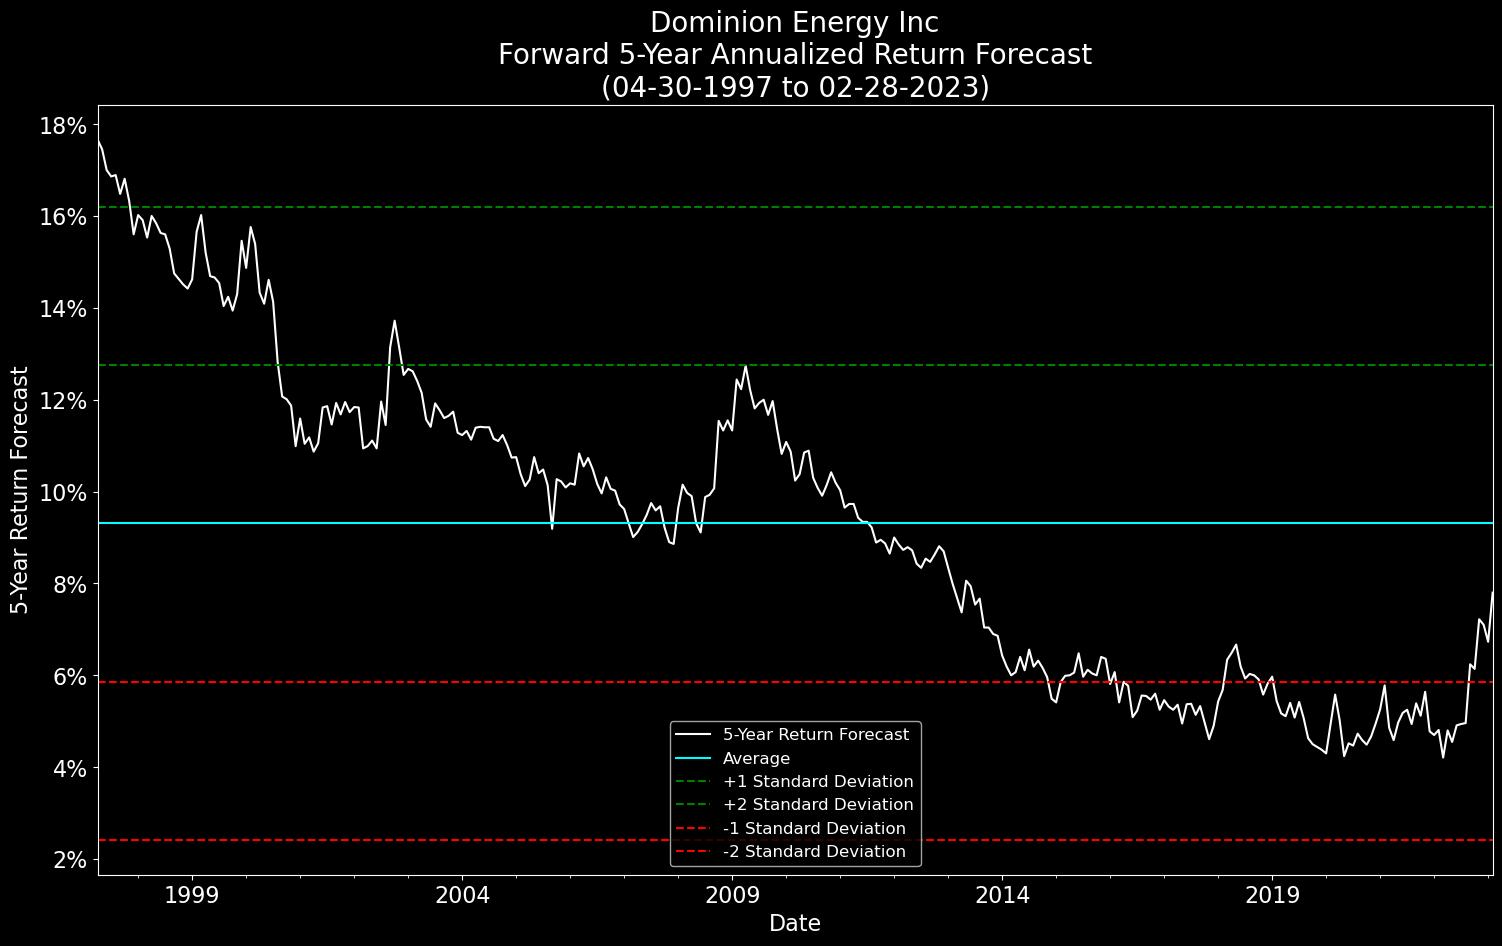 Dominion Energy Inc
Forward 5-Year Annualized Return Forecast
(04-30-1997 to 02-28-2023)
5-Year Return Forecast
18%
16%
14%
12%
10%
8%
6%
4%
2%
5-Year Return Forecast
Average
+1 Standard Deviation
+2 Standard Deviation
-1 Standard Deviation
-2 Standard Deviation
1999
2004
2009
2014
2019
Date